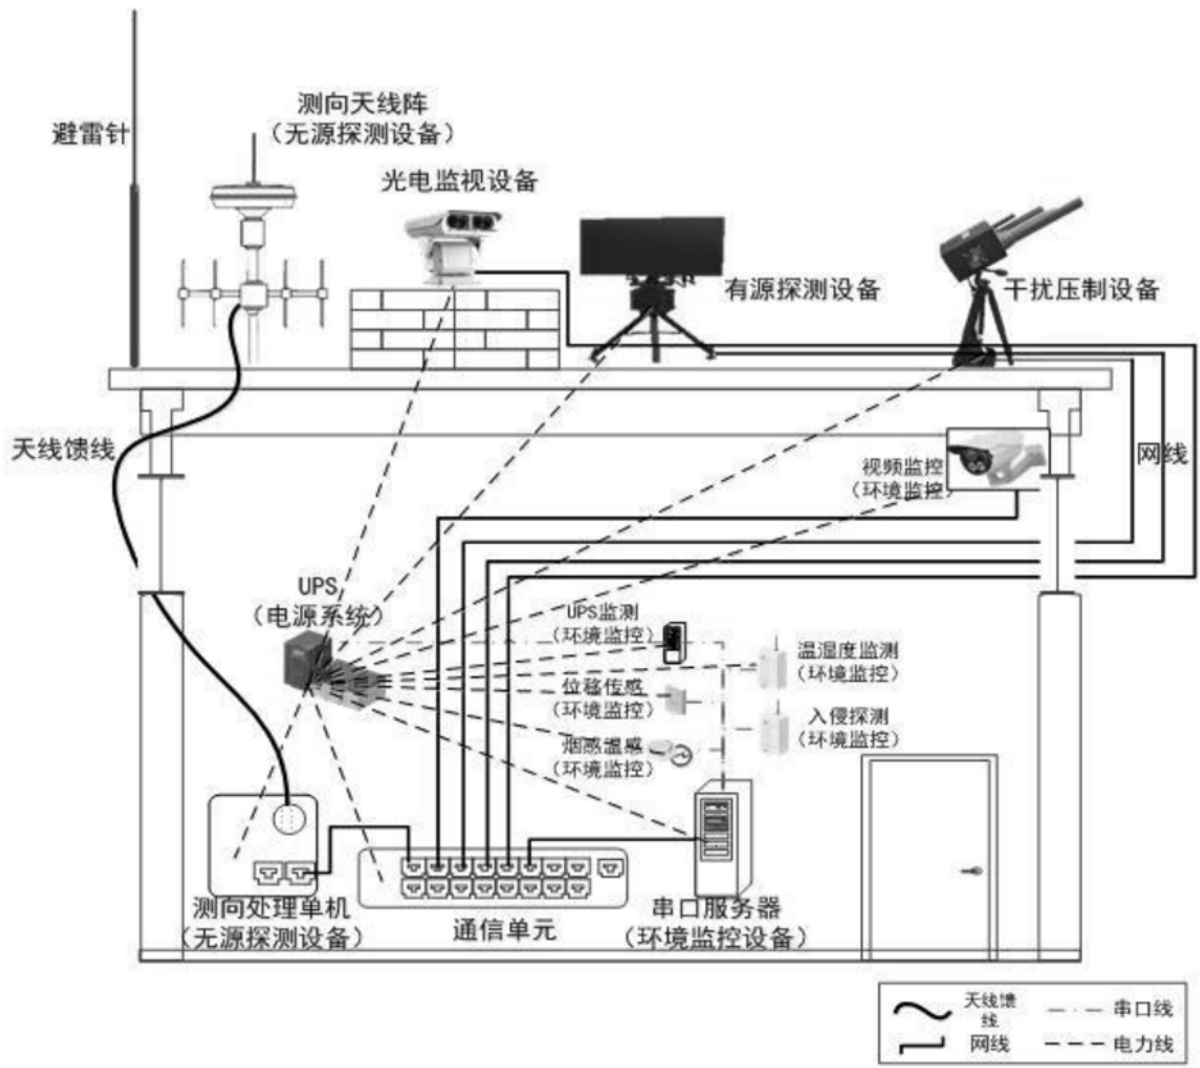 避雷针
测向天线阵
（无源探测设备）
光电监视设备
有源探测设备
干扰压制设备
天线馈线
网线
视频监控
（环境监控）
UPS
（电源系统）
UPS监测
（环境监控）
温湿度监测
（环境监控）
位移传感
（环境监控）
入侵探测
（环境监控）
烟感温感
（环境监控）
测向处理单机
（无源探测设备）
通信单元
串口服务器
（环境监控设备）
天线馈
线
串口线
网线
电力线